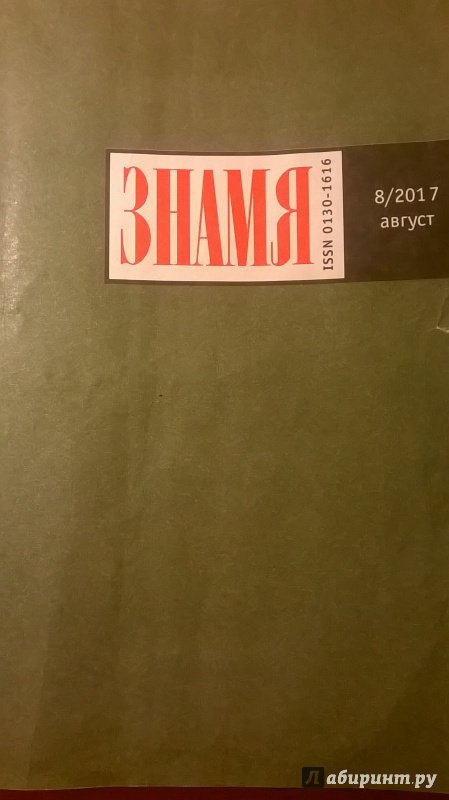 ЗНАМЯ
ISSN 0130-1616
8/2017
август
Лабиринт.ру